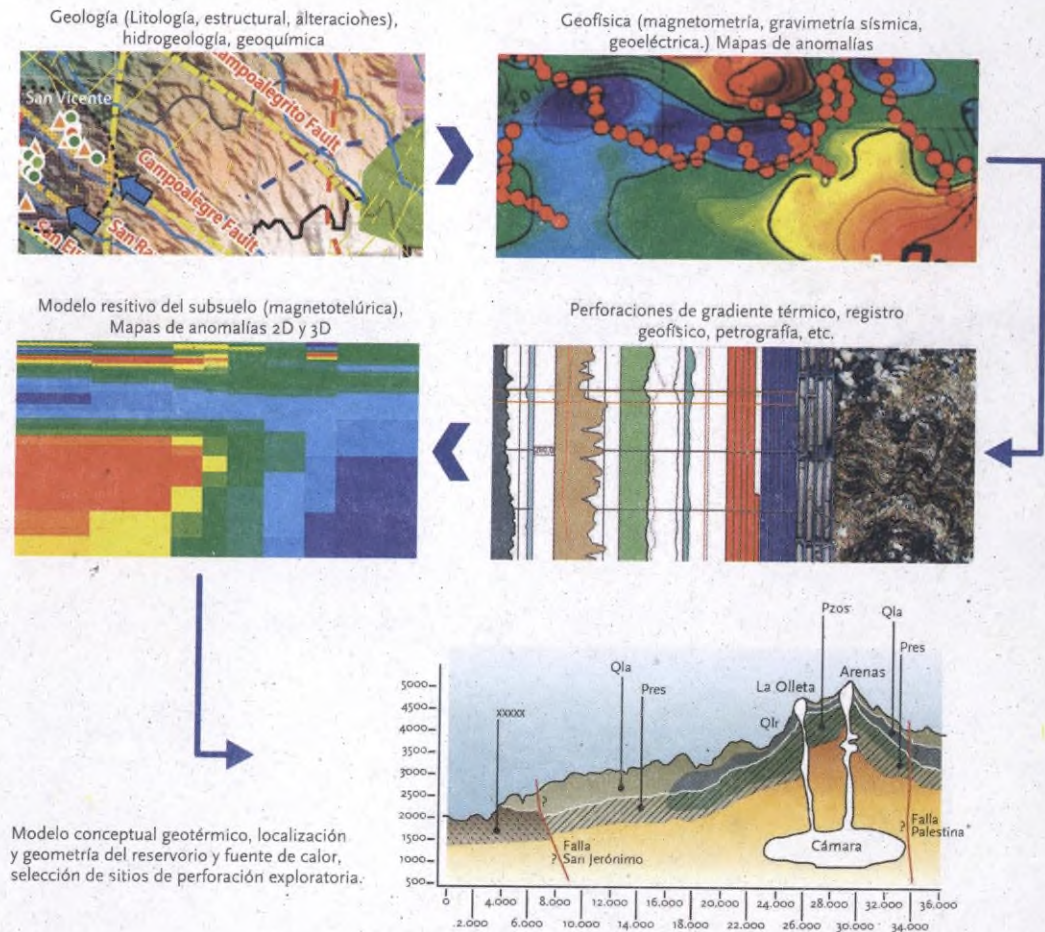 Geología (Litología, estructural, alteraciones),
hidrogeología, geoquímica
Geofísica (magnetometría, gravimetría sísmica,
geoeléctrica.) Mapas de anomalías
San Vicente
Campoalegrito Fault
Campoalegre Fault
San Ra
San Eu
Modelo resitivo del subsuelo (magnetotelúrica),
Mapas de anomalías 2D y 3D
Perforaciones de gradiente térmico, registro
geofísico, petrografía, etc.
Pzos
Qla
Arenas
Pres
Qla
La Olleta
Pres
Qlr
xxxxx
5000
4500
4000
3500
3000
2500
2000
1500
1000
500
?
? Falla
San Jerónimo
Cámara
? Falla
Palestina*
Modelo conceptual geotérmico, localización
y geometría del reservorio y fuente de calor,
selección de sitios de perforación exploratoria.
0 4.000 8.000 12.000 16.000 20.000 24.000 28.000 32.000 36.000
2.000 6.000 10.000 14.000 18.000 22.000 26.000 30.000 34.000